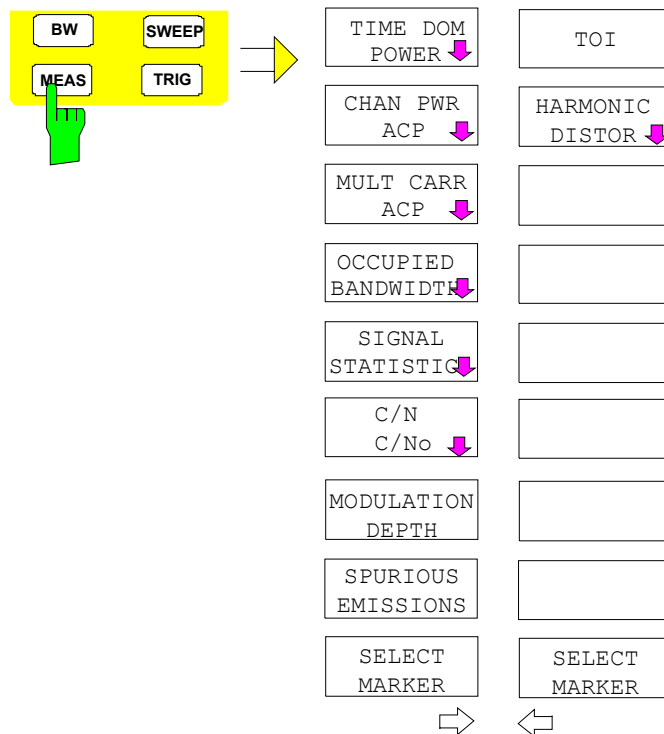 BW
SWEEP
MEAS
TRIG
TIME DOM
POWER
CHAN PWR
ACP
MULT CARR
ACP
OCCUPIED
BANDWIDTH
SIGNAL
STATISTIC
C/N
C/No
MODULATION
DEPTH
SPURIOUS
EMISSIONS
SELECT
MARKER
TOI
HARMONIC
DISTOR
SELECT
MARKER